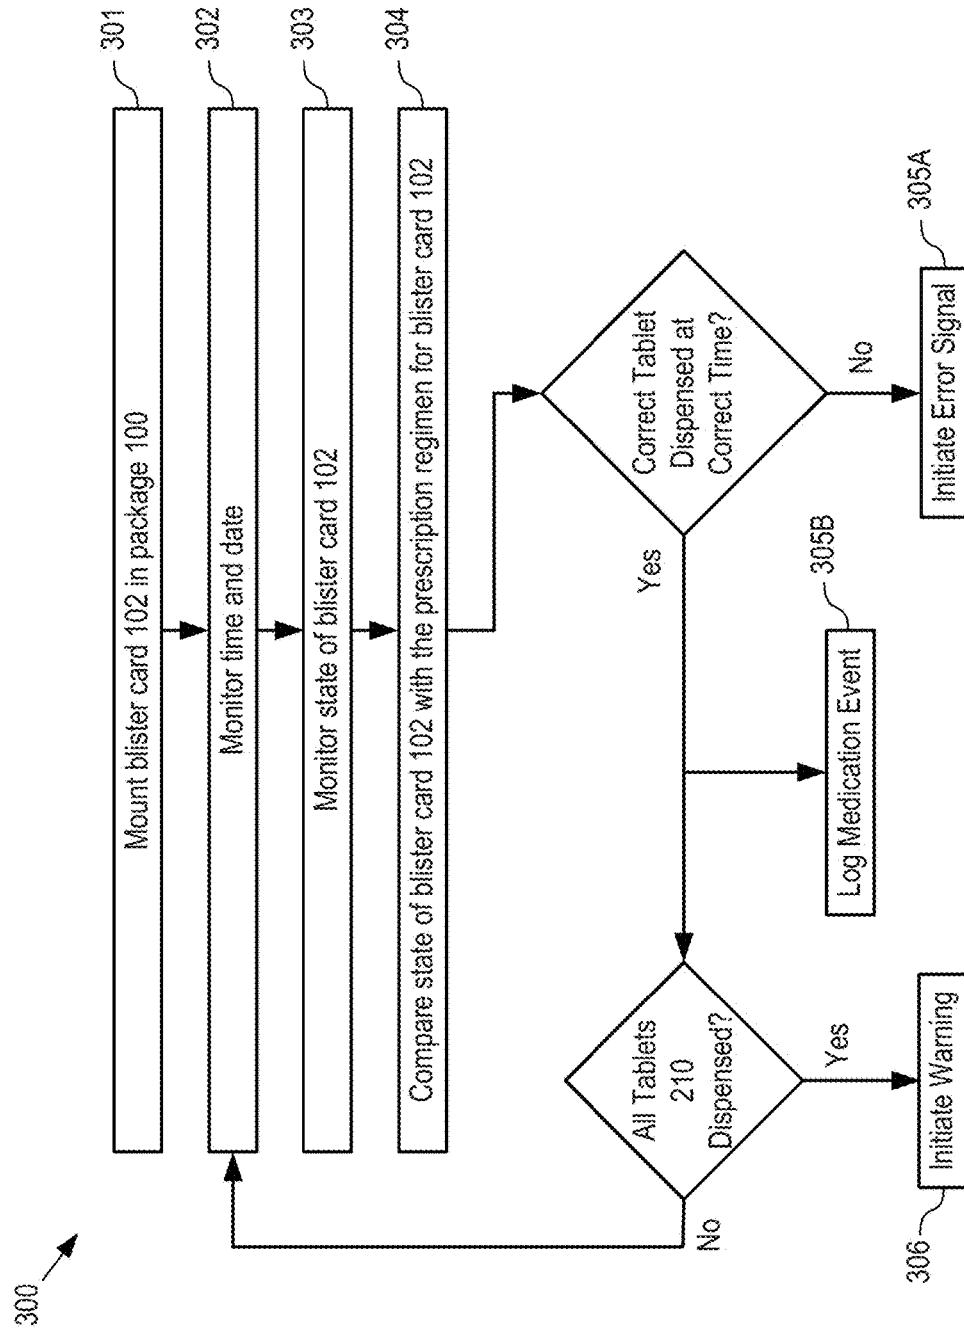 300
Mount blister card 102 in package 100
301
Monitor time and date
302
Monitor state of blister card 102
303
Compare state of blister card 102 with the prescription regimen for blister card 102
304
Correct Tablet
Dispensed at
Correct Time?
Yes
No
Initiate Error Signal
305A
Log Medication Event
305B
All Tablets
210
Dispensed?
No
Yes
Initiate Warning
306